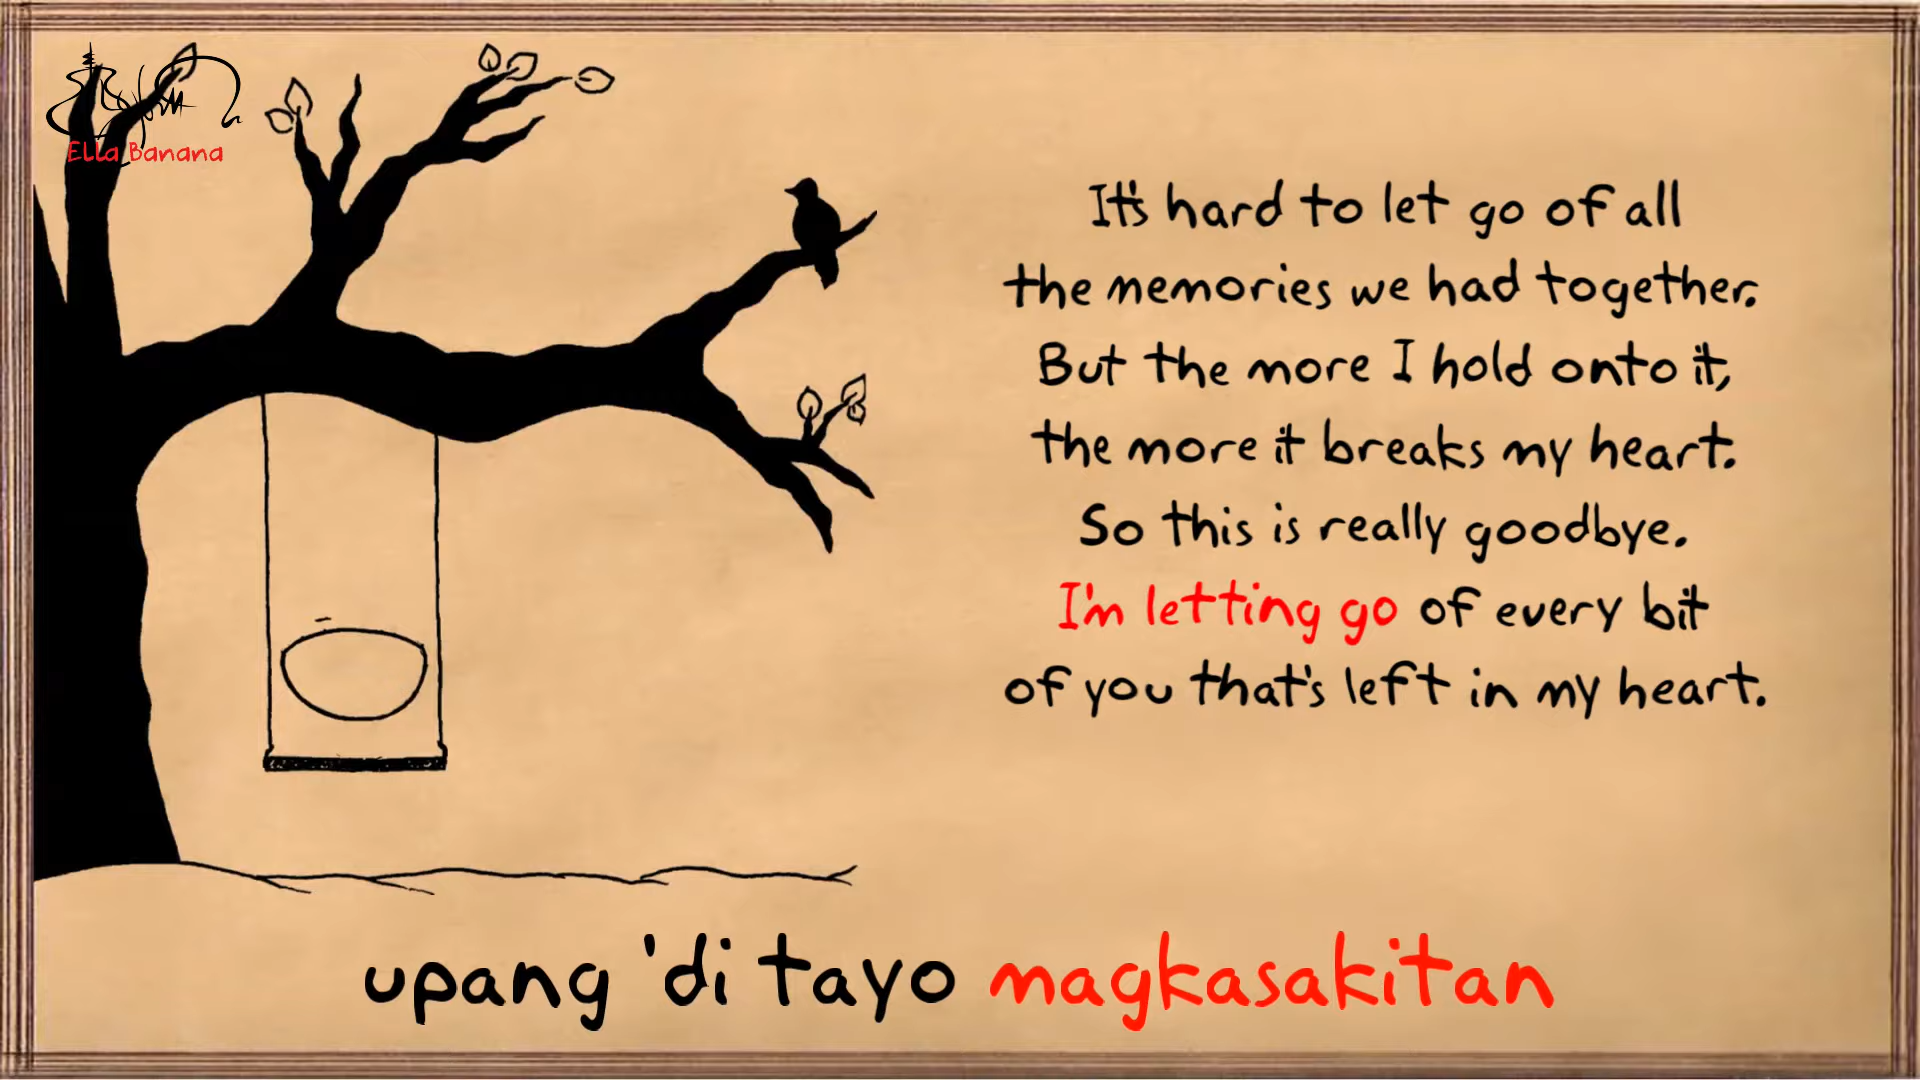 Ella Banana
It's hard to let go of all
the memories we had together.
But the more I hold onto it,
the more it breaks my heart.
So this is really goodbye.
I'm letting go of every bit
of you that's left in my heart.
upang 'di tayo magkasakitan